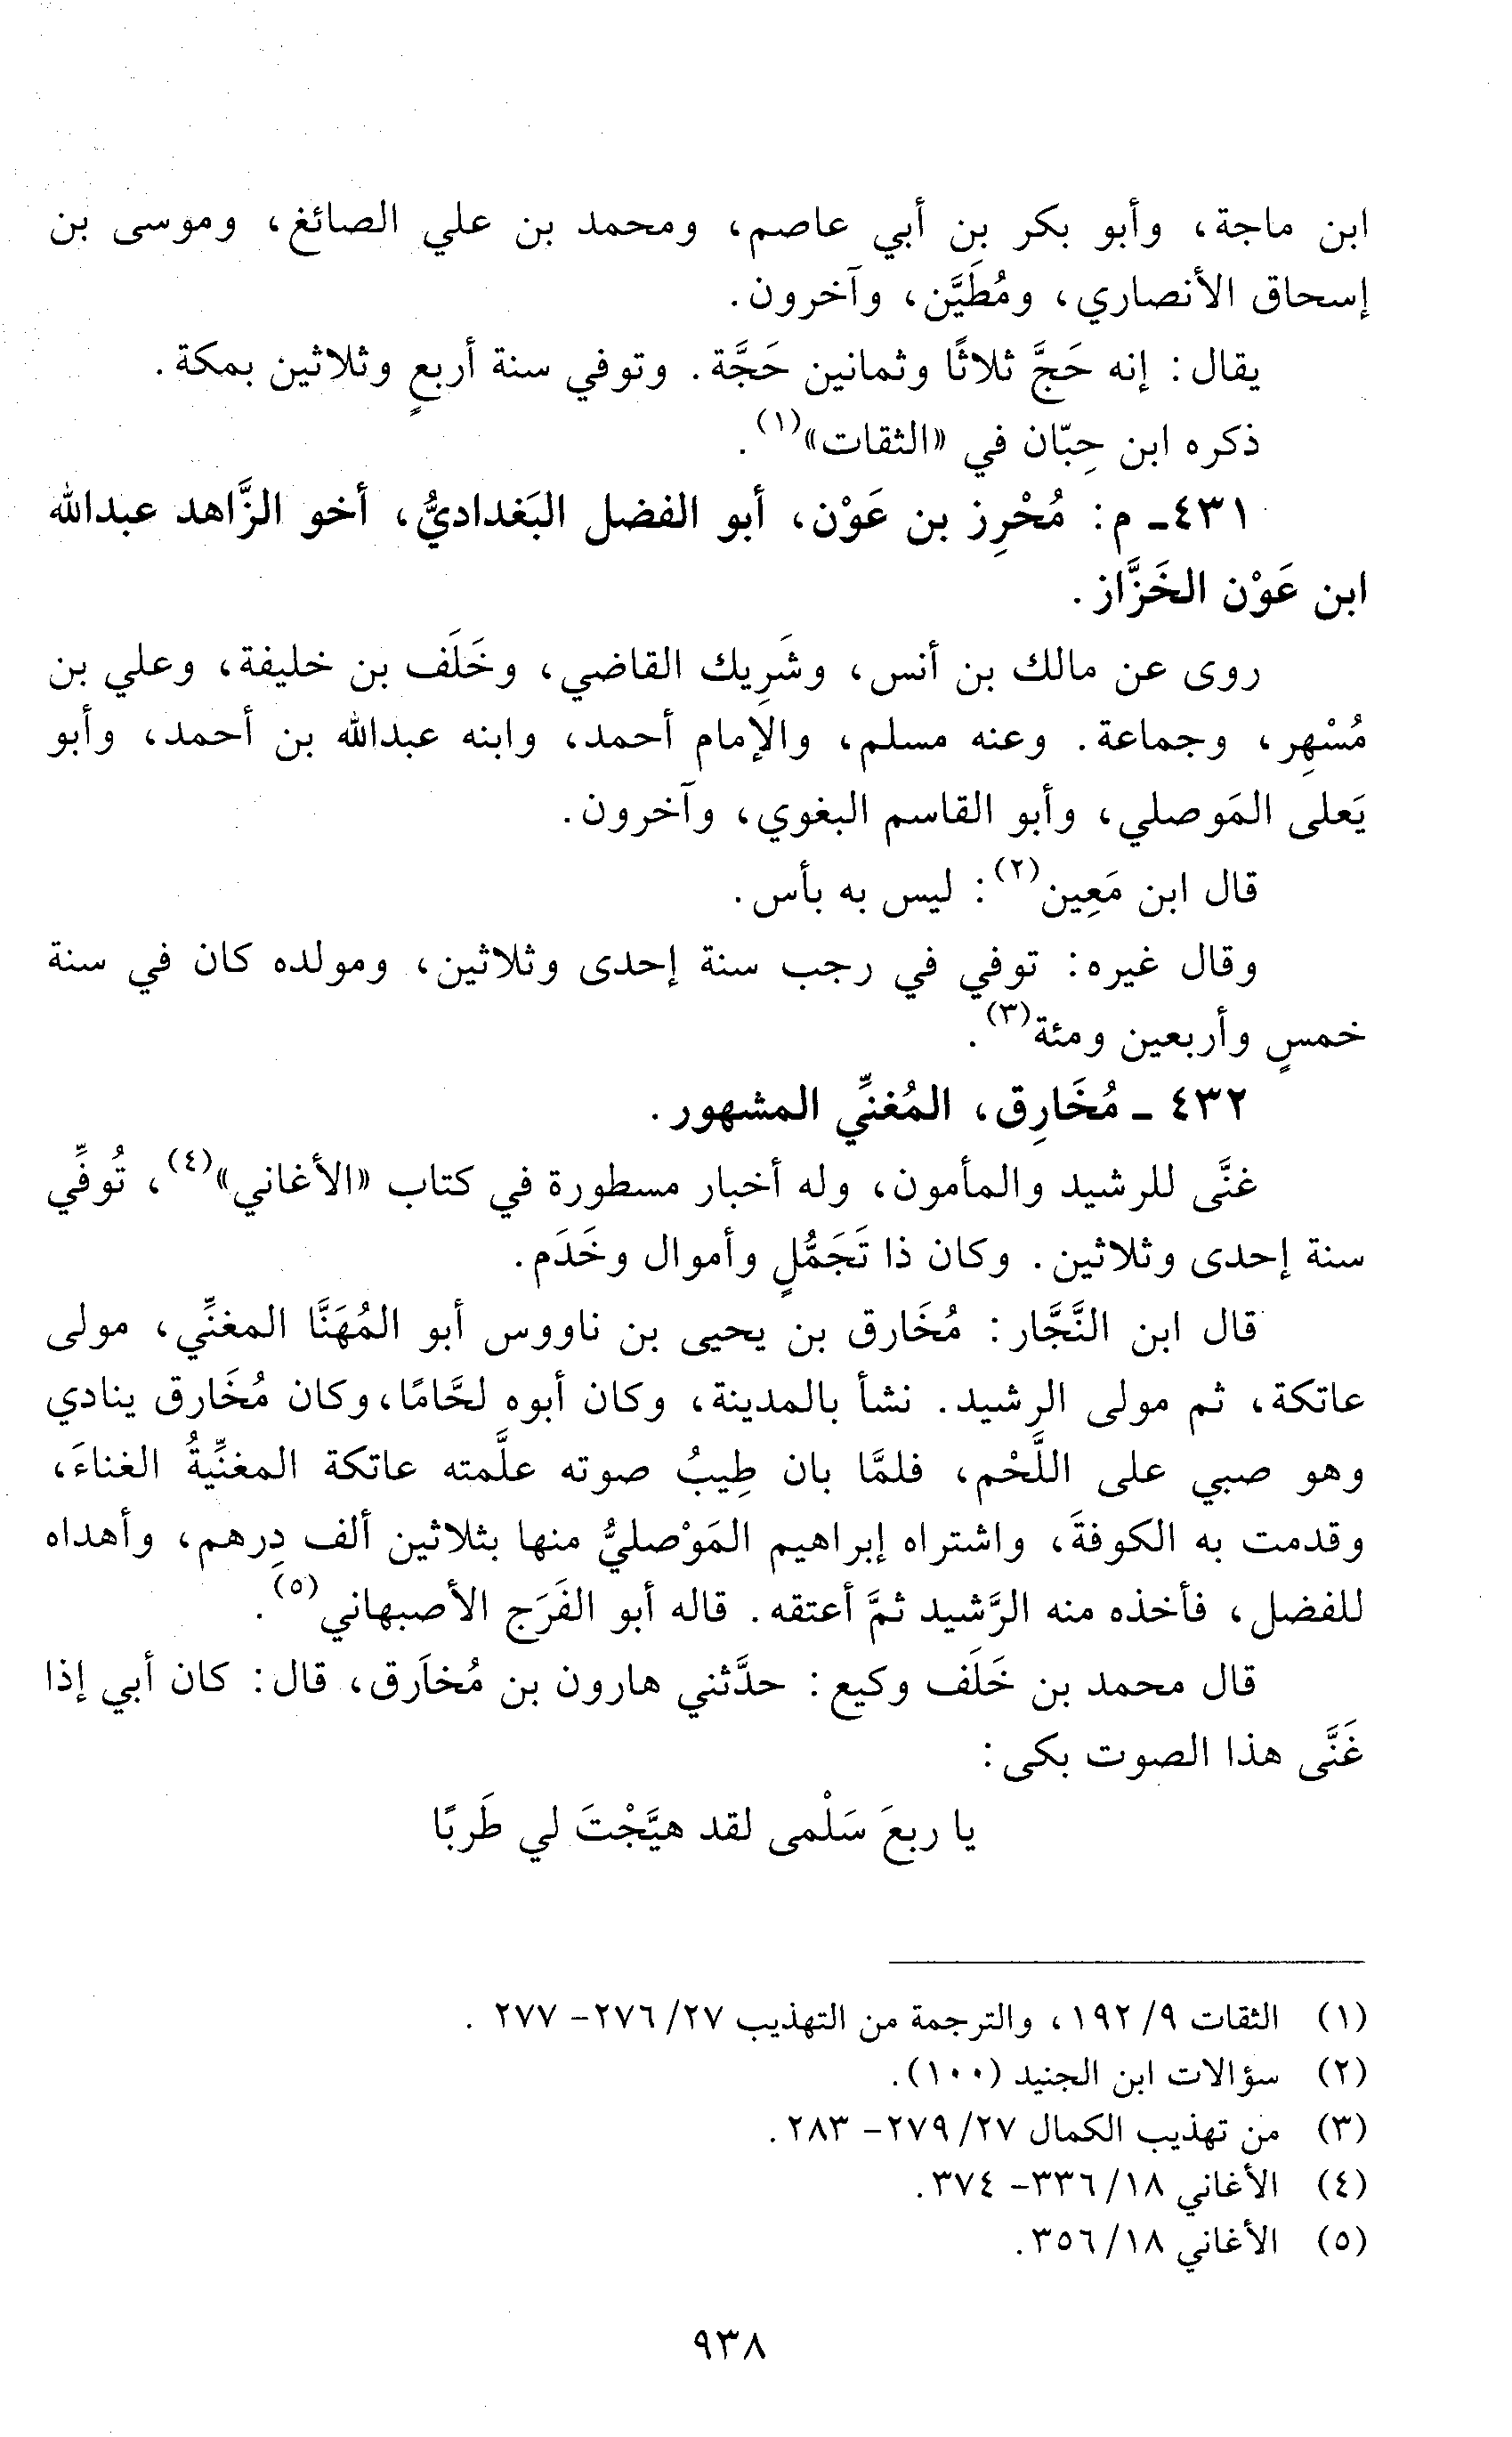 ابن ماجة، وأبو بكر بن أبي عاصم، ومحمد بن علي الصائغ، وموسى بن
إسحاق الأنصاري، ومُطَيَّن، وآخرون.
يقال: إنه حَجَّ ثلاثًا وثمانين حَجَّة. وتوفي سنة أربعٍ وثلاثين بمكة.
ذكره ابن حِبّان في «الثقات»(١).
٤٣١ـ م: مُحْرِز بن عَوْن، أبو الفضل البَغداديُّ، أخو الزَّاهد عبدالله
ابن عَوْن الخَزَّاز.
روى عن مالك بن أنس، وشَرِيك القاضي، وخَلَف بن خليفة، وعلي بن
مُسْهِر، وجماعة. وعنه مسلم، والإمام أحمد، وابنه عبدالله بن أحمد، وأبو
يَعلى المَوصلي، وأبو القاسم البغوي، وآخرون.
قال ابن مَعِين(٢): ليس به بأس.
وقال غيره: توفي في رجب سنة إحدى وثلاثين، ومولده كان في سنة
خمسٍ وأربعين ومئة(٣).
٤٣٢ ـ مُخَارِق، المُغنِّي المشهور.
غنَّى للرشيد والمأمون، وله أخبار مسطورة في كتاب «الأغاني»(٤)، تُوفِّي
سنة إحدى وثلاثين. وكان ذا تَجَمُّلٍ وأموال وخَدَم.
قال ابن النَّجَّار: مُخَارق بن يحيى بن ناووس أبو المُهَنَّا المغنِّي، مولى
عاتكة، ثم مولى الرشيد. نشأ بالمدينة، وكان أبوه لحَّامًا،وكان مُخَارق ينادي
وهو صبي على اللَّحْم، فلمَّا بان طِيبُ صوته علَّمته عاتكة المغنِّيةُ الغناءَ،
وقدمت به الكوفةَ، واشتراه إبراهيم المَوْصليُّ منها بثلاثين ألف دِرهم، وأهداه
للفضل، فأخذه منه الرَّشيد ثمَّ أعتقه. قاله أبو الفَرَج الأصبهاني(٥).
قال محمد بن خَلَف وكيع: حدَّثني هارون بن مُخاَرق، قال: كان أبي إذا
غَنَّى هذا الصوت بكى:
يا ربعَ سَلْمى لقد هيَّجْتَ لي طَربًا
(١) الثقات ٩/ ١٩٢، والترجمة من التهذيب ٢٧/ ٢٧٦- ٢٧٧ .
(٢) سؤالات ابن الجنيد (١٠٠).
(٣) من تهذيب الكمال ٢٧/ ٢٧٩- ٢٨٣.
(٤) الأغاني ١٨/ ٣٣٦- ٣٧٤.
(٥) الأغاني ١٨/ ٣٥٦.
٩٣٨